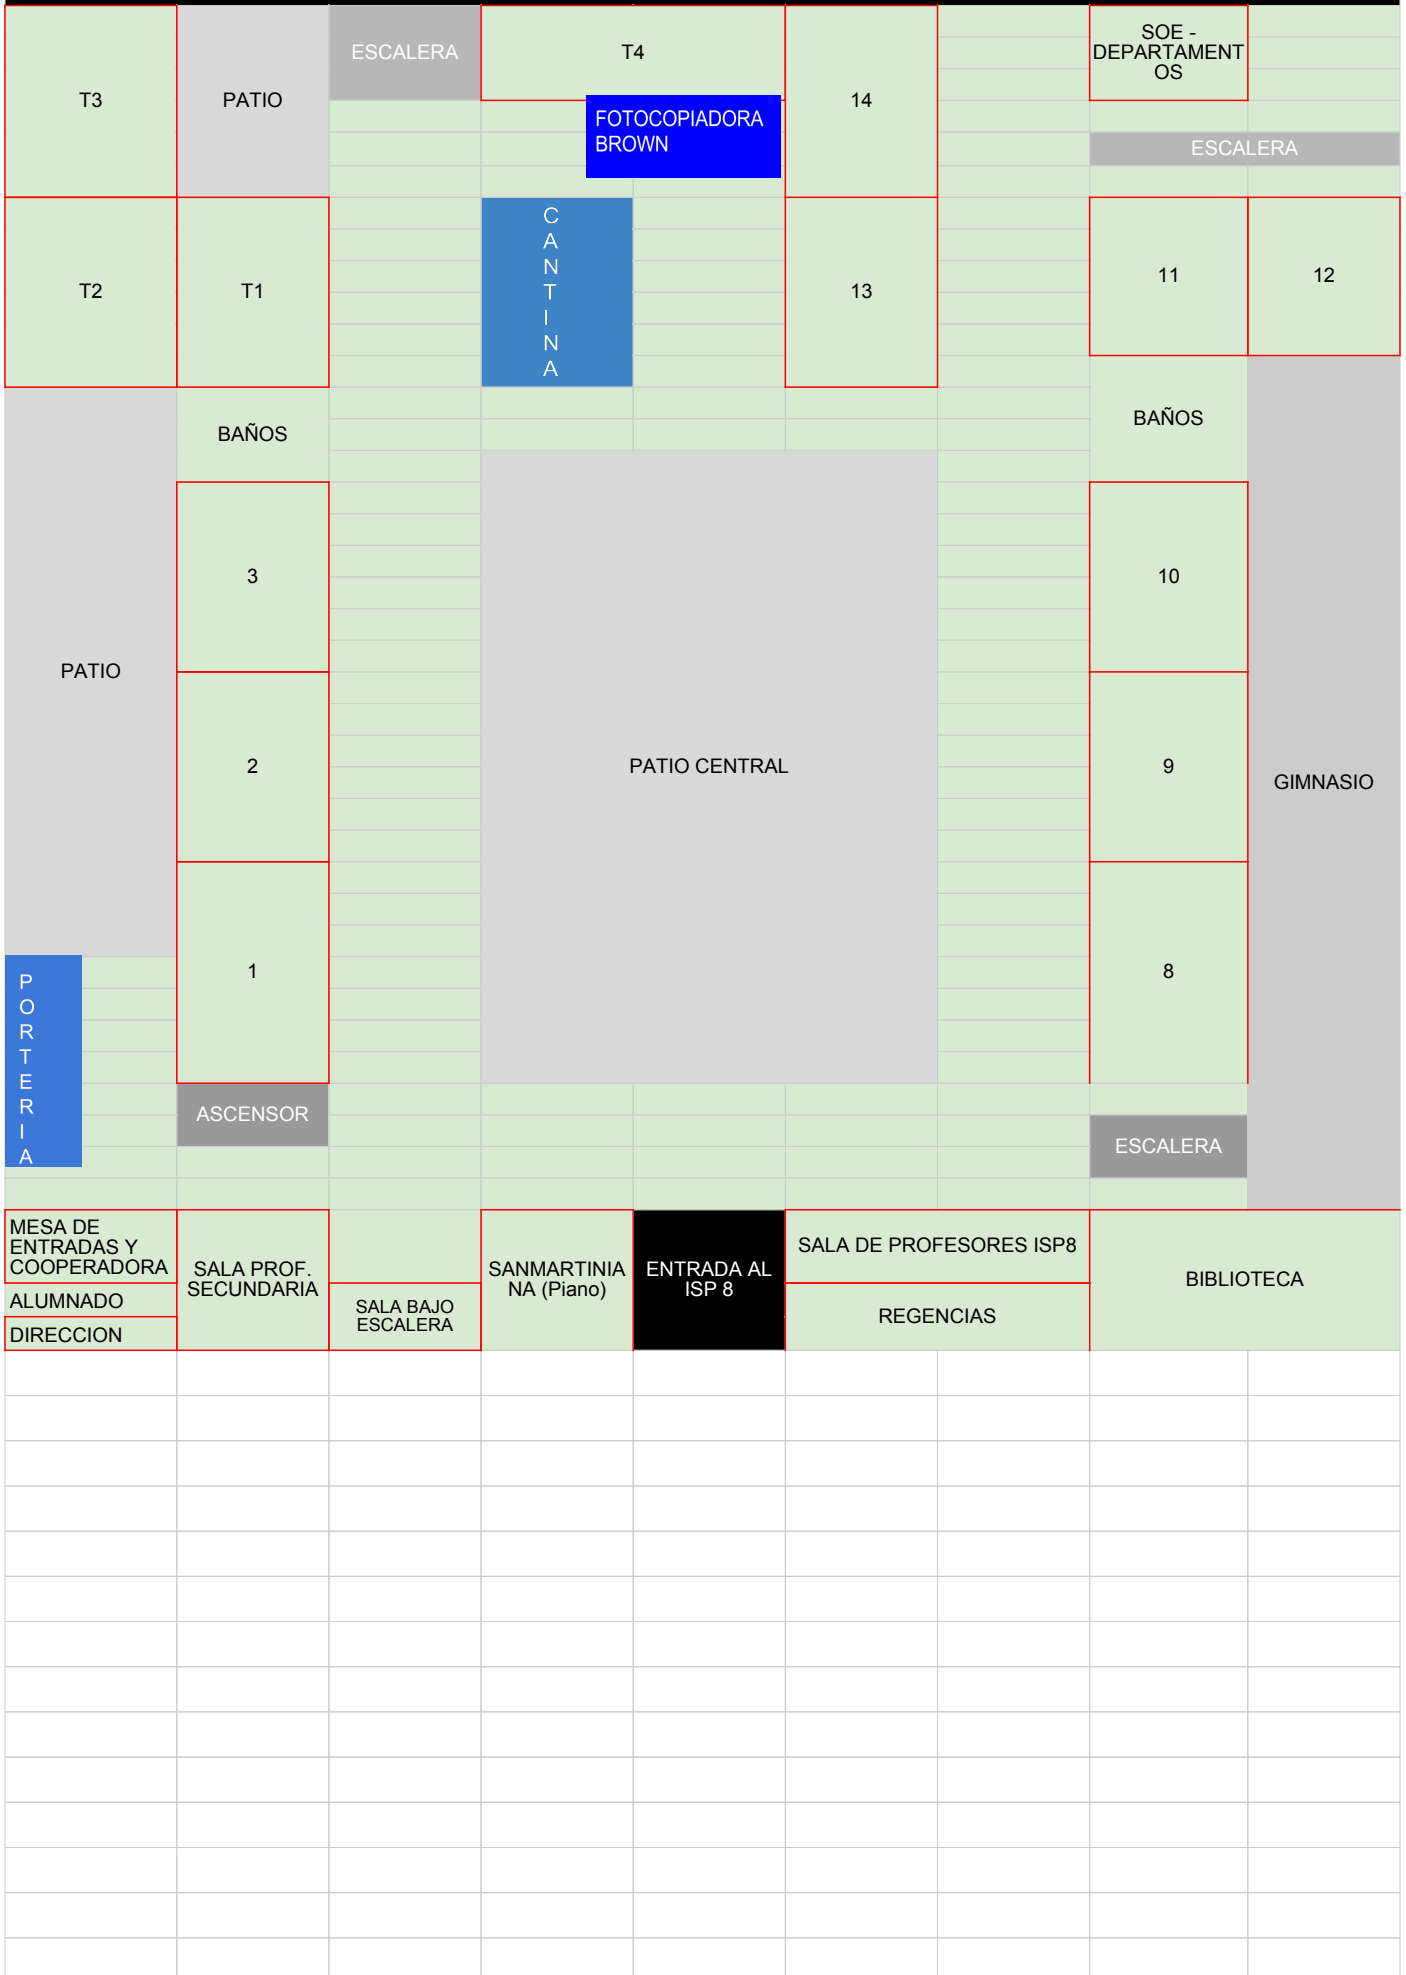 T3
PATIO
ESCALERA
T4
14
SOE -
DEPARTAMENT
OS
FOTOCOPIADORA
BROWN
ESCALERA
T2
T1
C
A
N
T
I
N
A
13
11
12
BAÑOS
BAÑOS
3
10
PATIO
2
PATIO CENTRAL
9
GIMNASIO
1
8
P
O
R
T
E
R
I
A
ASCENSOR
ESCALERA
MESA DE
ENTRADAS Y
COOPERADORA
ALUMNADO
DIRECCION
SALA PROF.
SECUNDARIA
SALA BAJO
ESCALERA
SANMARTINIA
NA (Piano)
ENTRADA AL
ISP 8
SALA DE PROFESORES ISP8
REGENCIAS
BIBLIOTECA